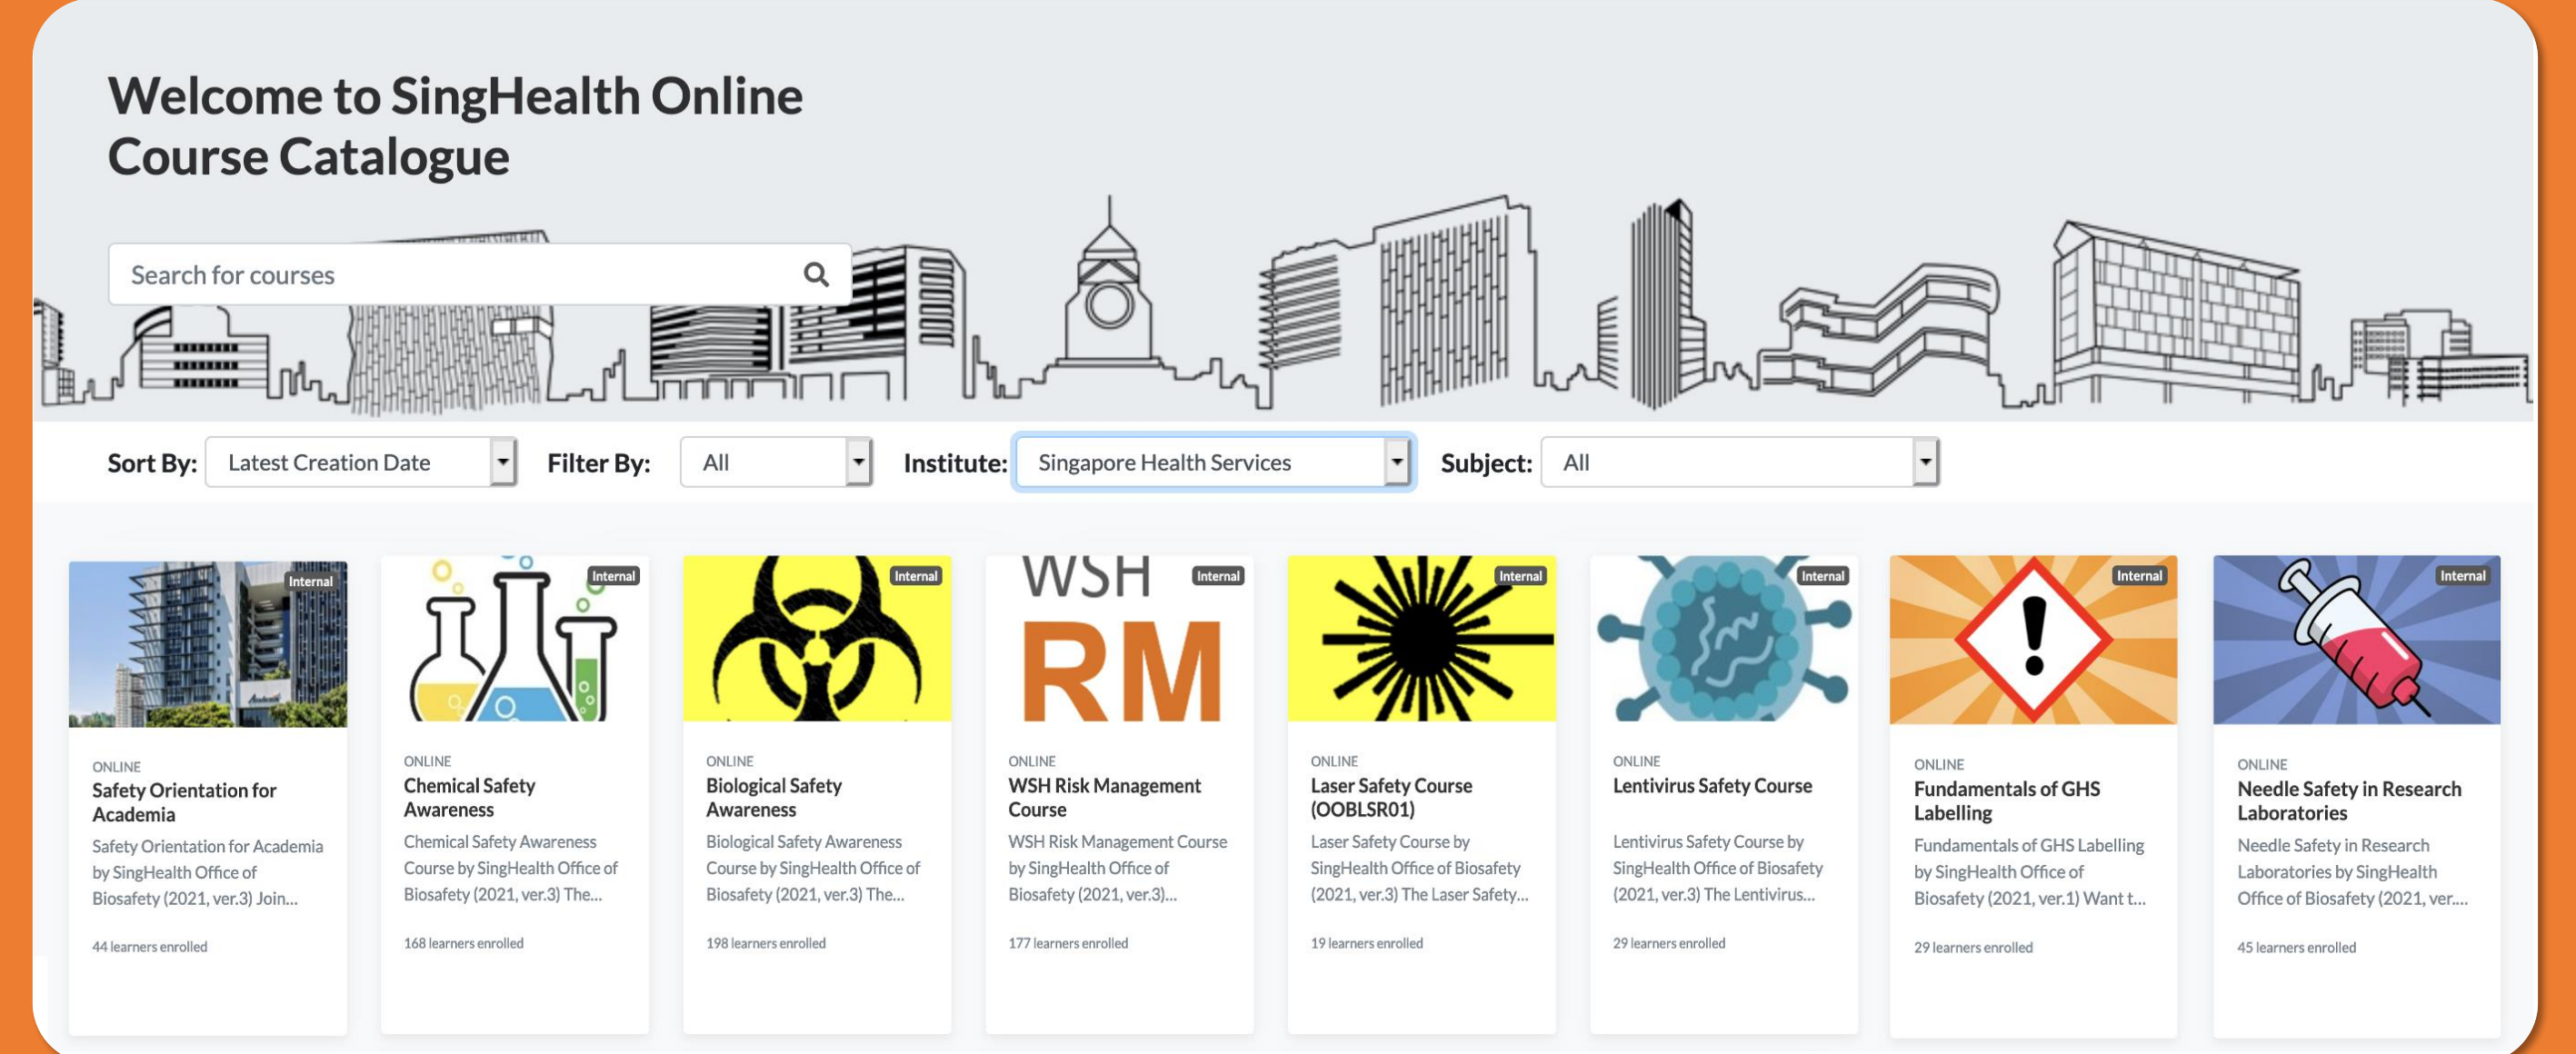 Welcome to SingHealth Online
Course Catalogue
Search for courses
Sort By: Latest Creation Date Filter By: All Institute: Singapore Health Services Subject: All
Internal
Academia
ONLINE
Safety Orientation for
Academia
Safety Orientation for Academia
by SingHealth Office of
Biosafety (2021, ver.3) Join...
44 learners enrolled
Internal
ONLINE
Chemical Safety
Awareness
Chemical Safety Awareness
Course by SingHealth Office of
Biosafety (2021, ver.3) The...
168 learners enrolled
Internal
ONLINE
Biological Safety
Awareness
Biological Safety Awareness
Course by SingHealth Office of
Biosafety (2021, ver.3) The...
198 learners enrolled
WSH
RM
Internal
ONLINE
WSH Risk Management
Course
WSH Risk Management Course
by SingHealth Office of
Biosafety (2021, ver.3)...
177 learners enrolled
Internal
ONLINE
Laser Safety Course
(OOBLSR01)
Laser Safety Course by
SingHealth Office of Biosafety
(2021, ver.3) The Laser Safety...
19 learners enrolled
Internal
ONLINE
Lentivirus Safety Course
Lentivirus Safety Course by
SingHealth Office of Biosafety
(2021, ver.3) The Lentivirus...
29 learners enrolled
Internal
ONLINE
Fundamentals of GHS
Labelling
Fundamentals of GHS Labelling
by SingHealth Office of
Biosafety (2021, ver.1) Want t...
29 learners enrolled
Internal
ONLINE
Needle Safety in Research
Laboratories
Needle Safety in Research
Laboratories by SingHealth
Office of Biosafety (2021, ver....
45 learners enrolled